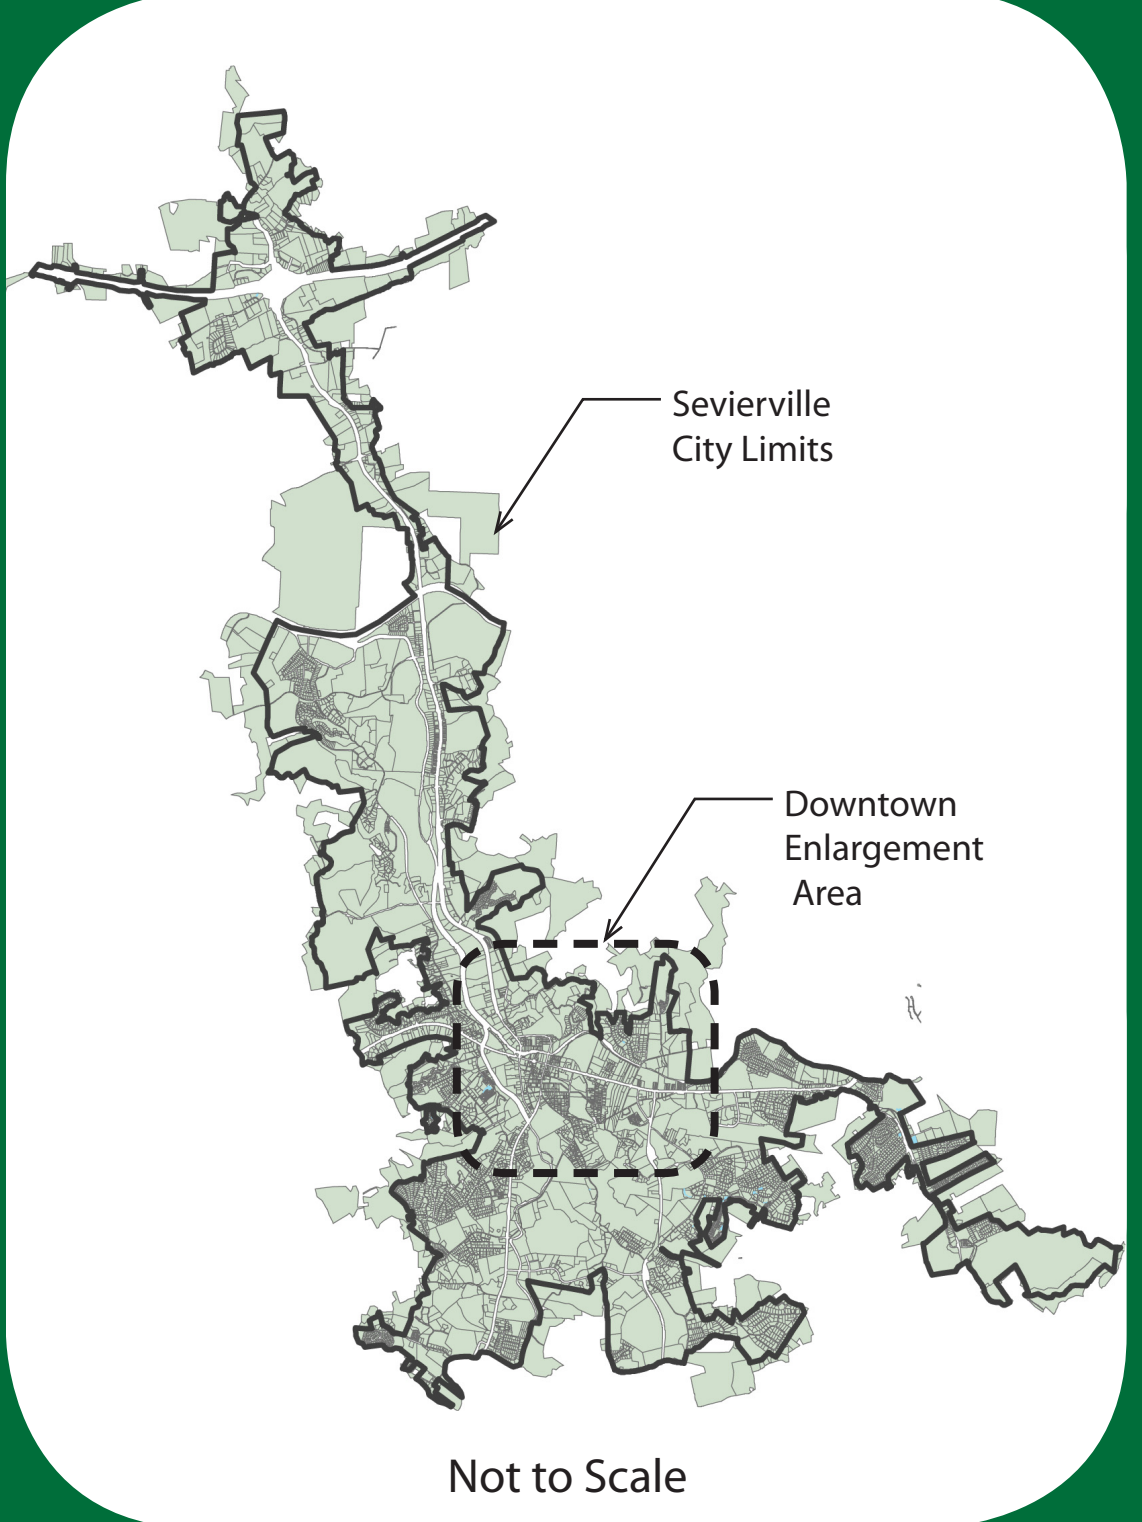 Sevierville
City Limits
Downtown
Enlargement
Area
Not to Scale